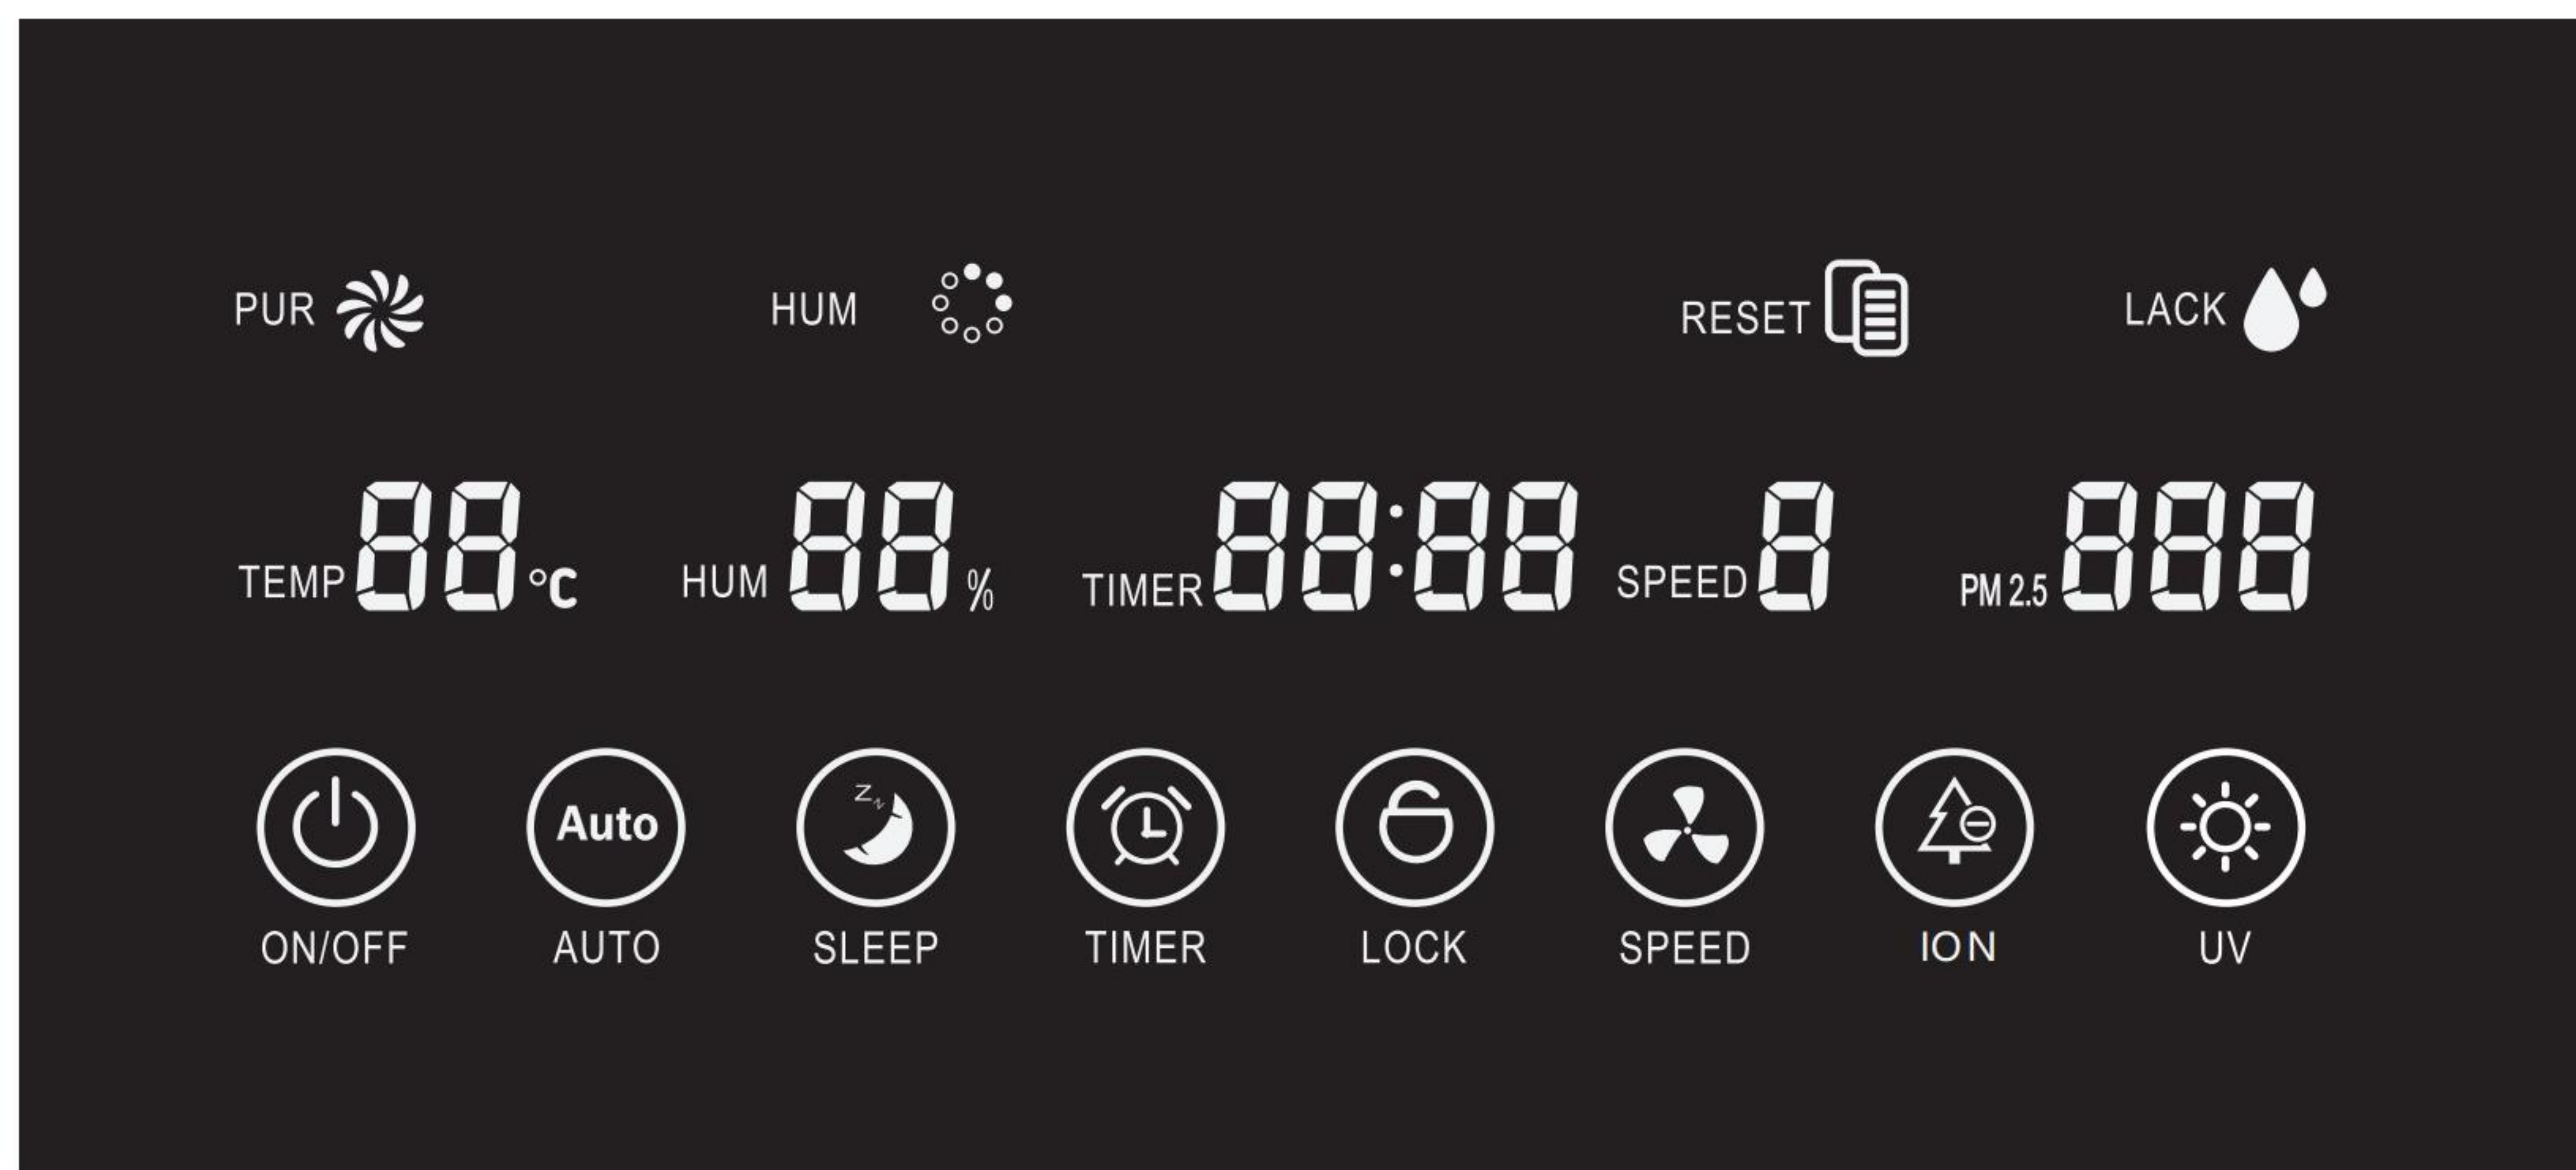 PUR HUM RESET LACK
TEMP 88 °C HUM 88 % TIMER 88:88 SPEED 8 PM 2.5 888
Auto Z Z
ON/OFF AUTO SLEEP TIMER LOCK SPEED ION UV